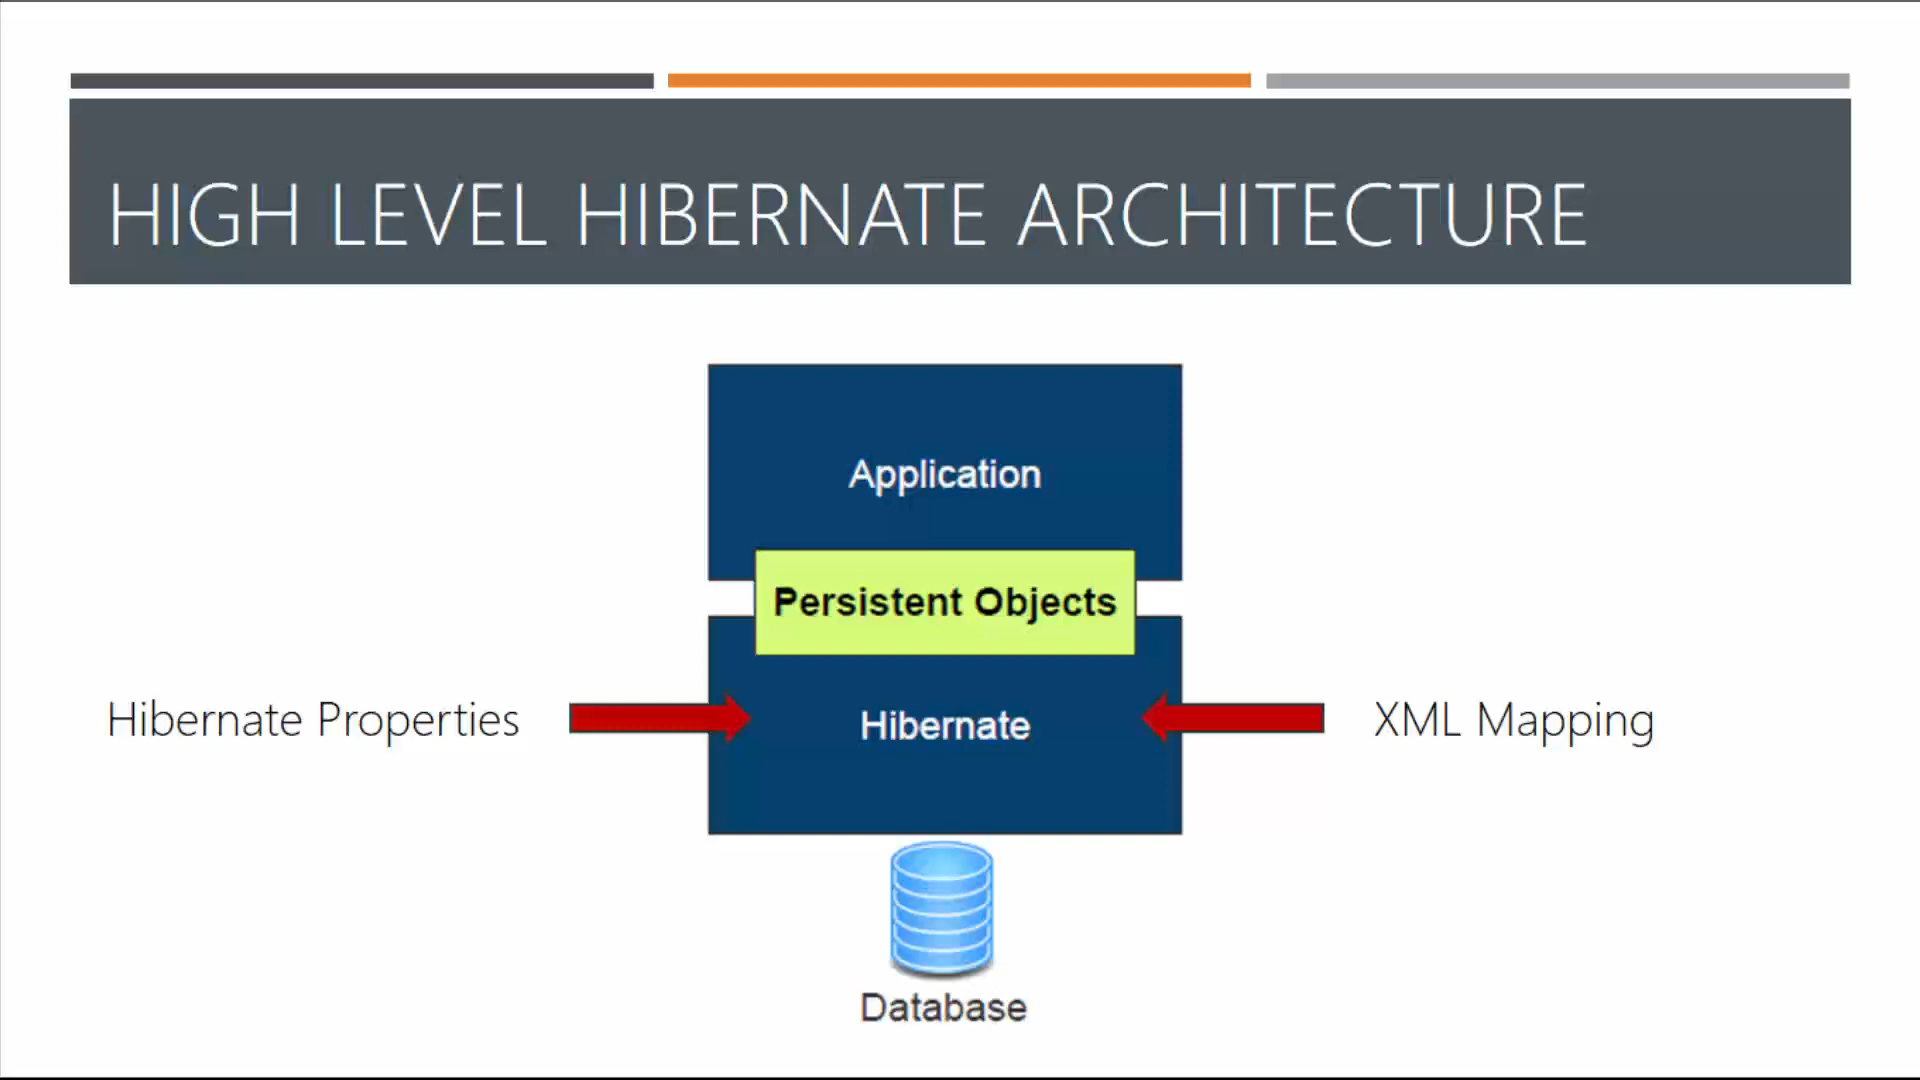 HIGH LEVEL HIBERNATE ARCHITECTURE
Application
Persistent Objects
Hibernate Properties
Hibernate
XML Mapping
Database